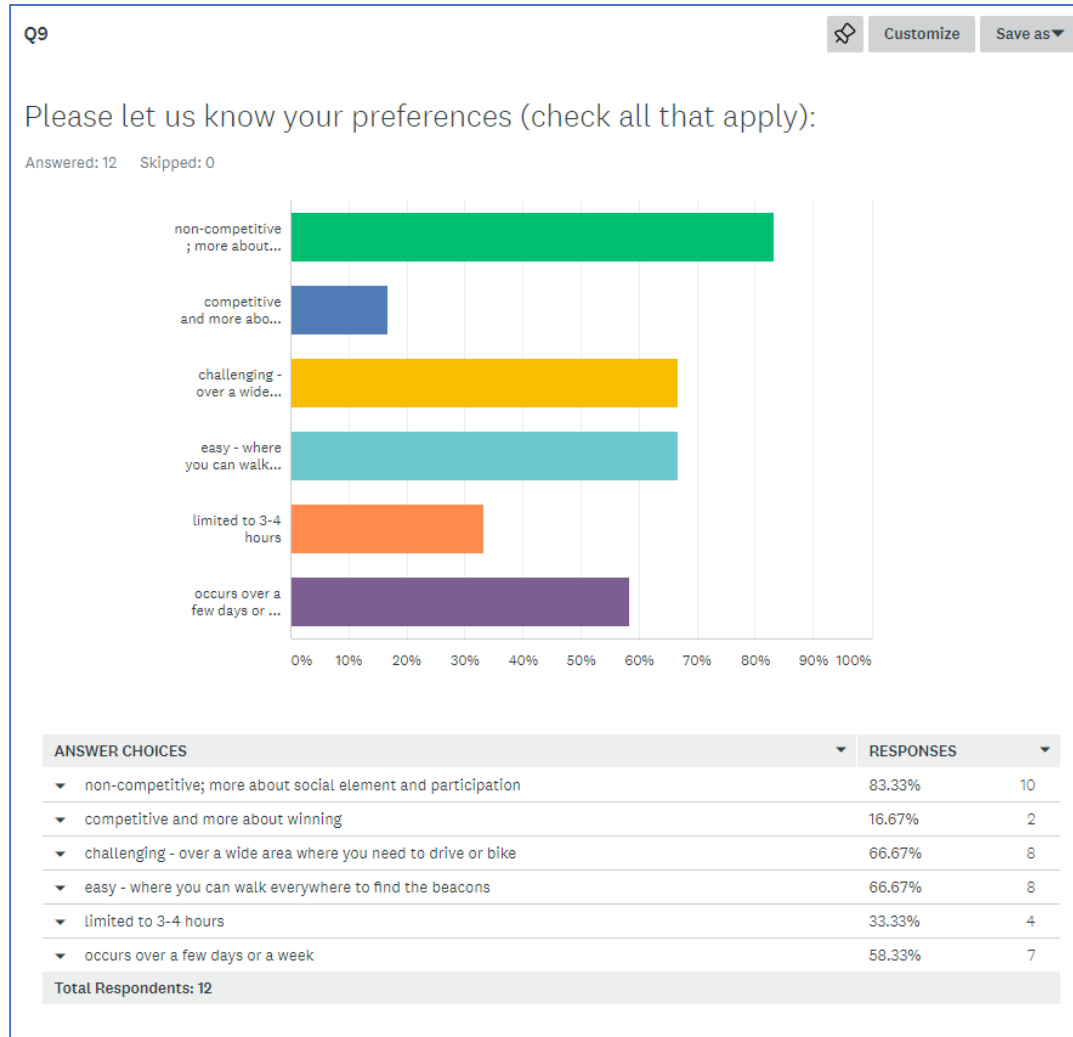 Q9
Customize
Save as
Please let us know your preferences (check all that apply):
Answered: 12 Skipped: 0
non-competitive
; more about...
competitive
and more abo...
challenging -
over a wide...
easy - where
you can walk...
limited to 3-4
hours
occurs over a
few days or ...
0% 10% 20% 30% 40% 50% 60% 70% 80% 90% 100%
ANSWER CHOICES RESPONSES
non-competitive; more about social element and participation 83.33% 10
competitive and more about winning 16.67% 2
challenging - over a wide area where you need to drive or bike 66.67% 8
easy - where you can walk everywhere to find the beacons 66.67% 8
limited to 3-4 hours 33.33% 4
occurs over a few days or a week 58.33% 7
Total Respondents: 12